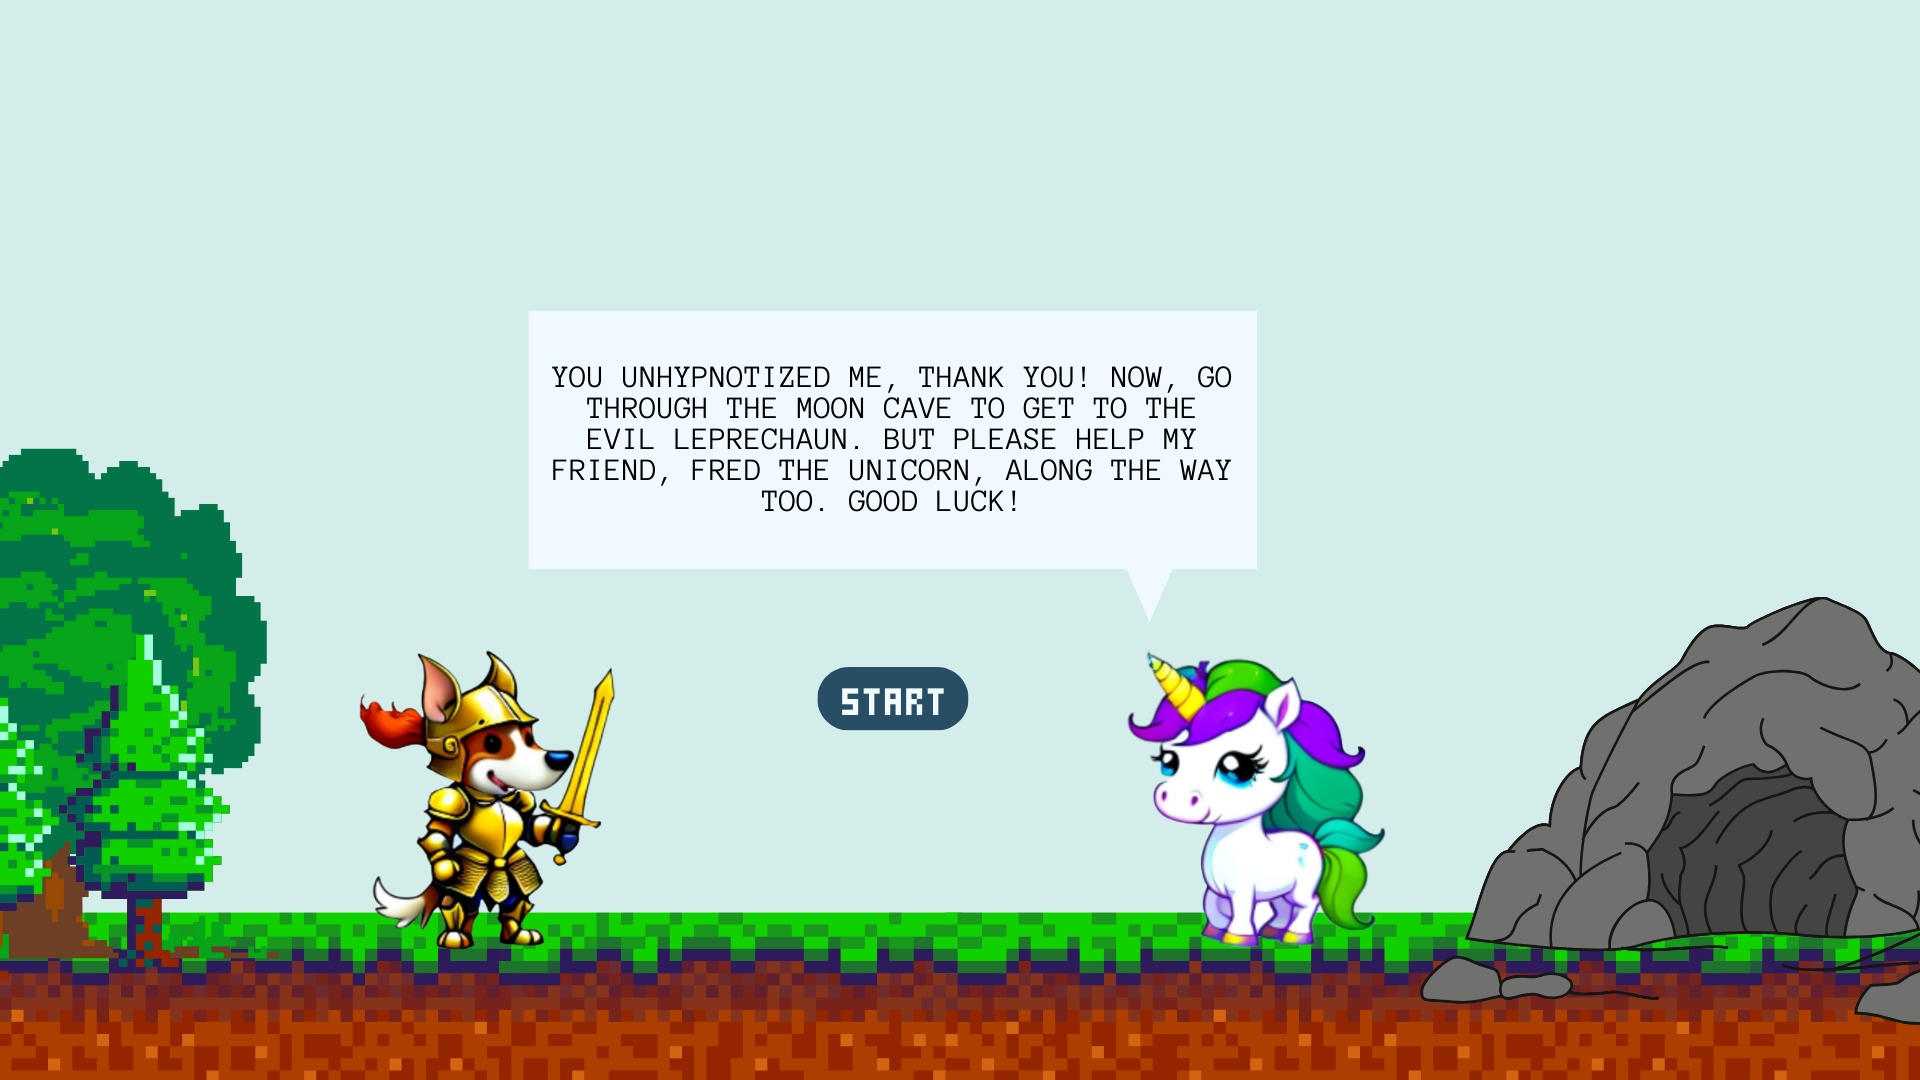 YOU UNHYPNOTIZED ME, THANK YOU! NOW, GO
THROUGH THE MOON CAVE TO GET TO THE
EVIL LEPRECHAUN. BUT PLEASE HELP MY
FRIEND, FRED THE UNICORN, ALONG THE WAY
TOO. GOOD LUCK!
START